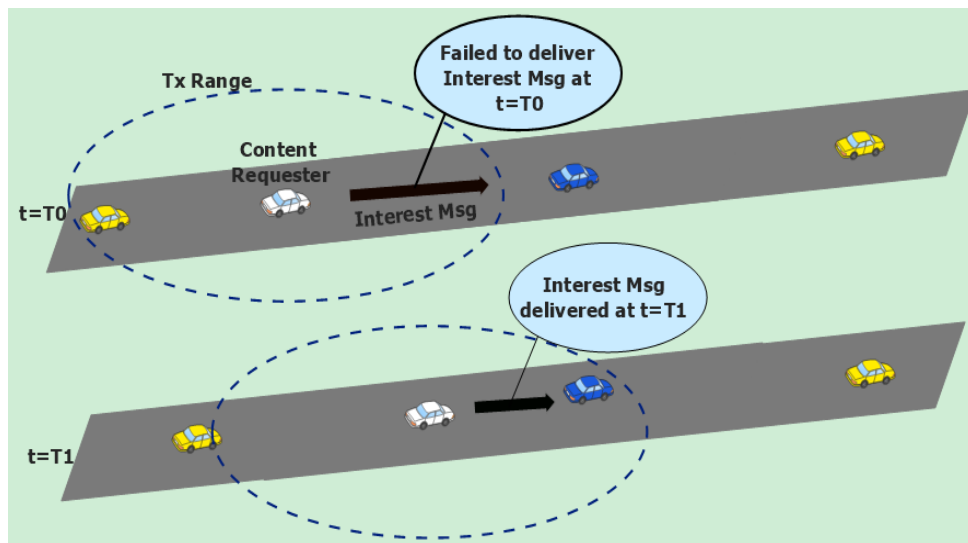 Failed to deliver
Interest Msg at
t=T0
Tx Range
Content
Requester
t=T0
Interest Msg
Interest Msg
delivered at t=T1
t=T1